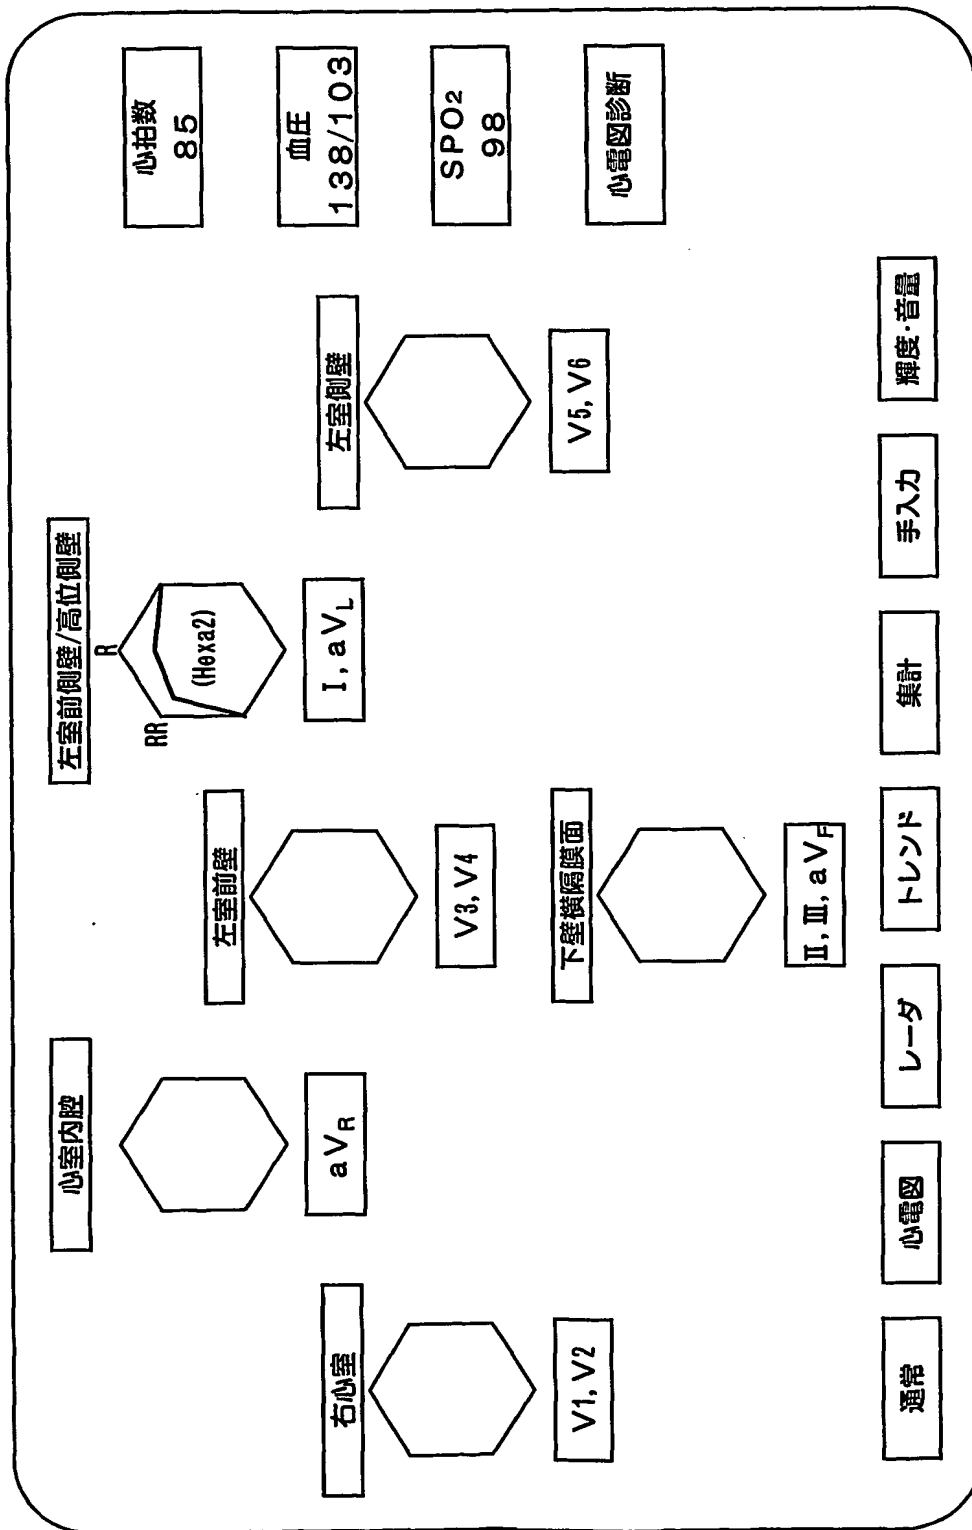 左室前側壁/高位側壁
R
RR
(Hexa2)
I, aVL
心室内腔
aVR
左室前壁
V3, V4
左室側壁
V5, V6
右心室
V1, V2
下壁横隔膜面
II, III, aVF
心拍数
85
血圧
138/103
SPO2
98
心電図診断
通常
心電図
レーダ
トレンド
集計
手入力
輝度·音量